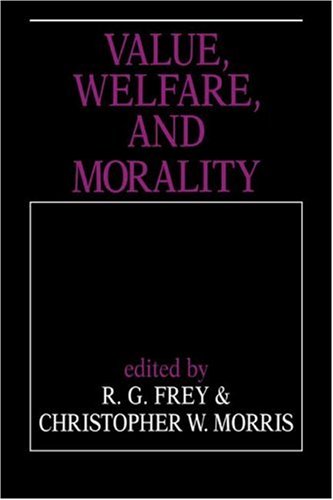 VALUE,
WELFARE,
AND
MORALITY
edited by
R. G. FREY &
CHRISTOPHER W. MORRIS